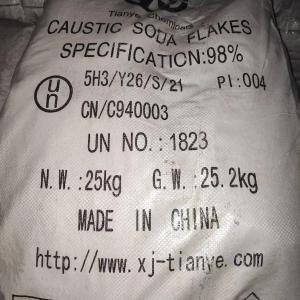 Tianye Chemicals
CAUSTIC SODA FLAKES
SPECIFICATION:98%
un
5H3/Y26/S/21 PI:004
CN/C940003
UN NO.:1823
N.W.:25kg G.W.:25.2kg
MADE IN CHINA
http://www.xj-tianye.com